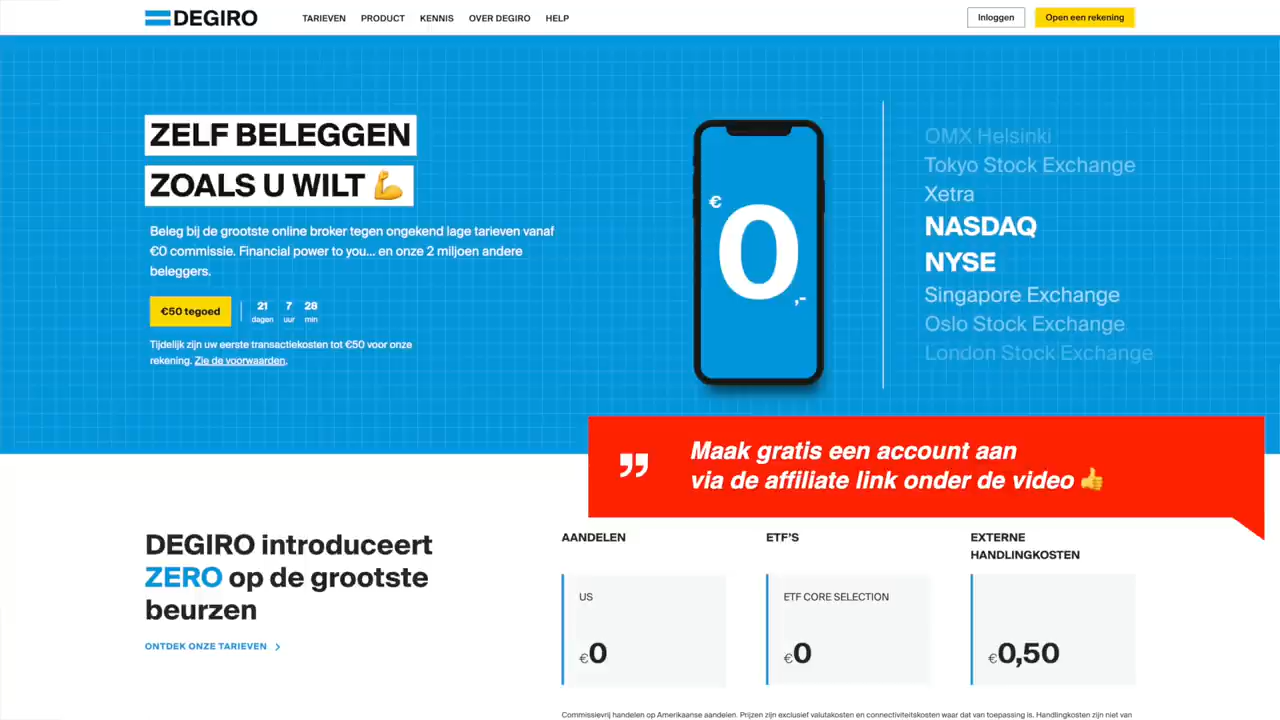 DEGIRO
TARIEVEN PRODUCT KENNIS OVER DEGIRO HELP
Inloggen
Open een rekening
ZELF BELEGGEN
ZOALS U WILT 💪
Beleg bij de grootste online broker tegen ongekend lage tarieven vanaf
€0 commissie. Financial power to you... en onze 2 miljoen andere
beleggers.
€50 tegoed
21 7 28
dagen uur min
Tijdelijk zijn uw eerste transactiekosten tot €50 voor onze
rekening. Zie de voorwaarden.
€0,-
OMX Helsinki
Tokyo Stock Exchange
Xetra
NASDAQ
NYSE
Singapore Exchange
Oslo Stock Exchange
London Stock Exchange
” Maak gratis een account aan
via de affiliate link onder de video 👍
DEGIRO introduceert
ZERO op de grootste
beurzen
ONTDEK ONZE TARIEVEN >
AANDELEN
US
€0
ETF'S
ETF CORE SELECTION
€0
EXTERNE
HANDLINGKOSTEN
€0,50
Commissievrij handelen op Amerikaanse aandelen. Prijzen zijn exclusief valutakosten en connectiviteitskosten waar dat van toepassing is. Handlingkosten zijn niet van